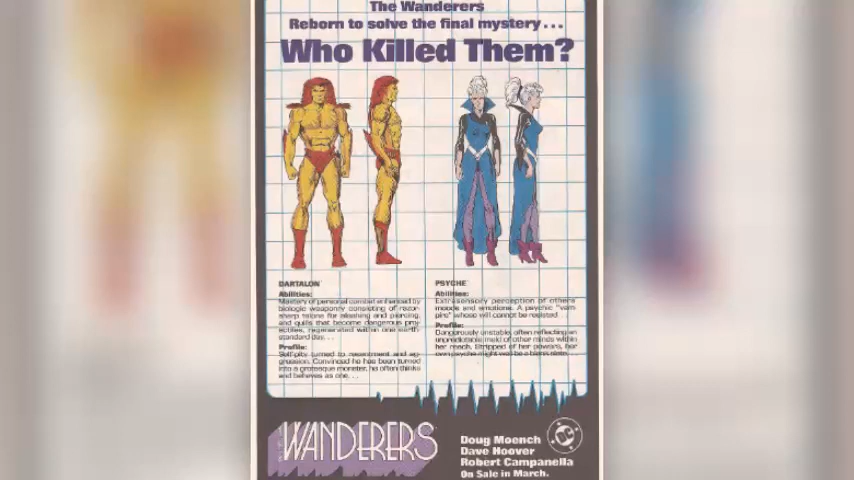 The Wanderers
Reborn to solve the final mystery...
Who Killed Them?
DARTALON
Abilities:
Mastery of personal combat enhanced by
biologic weaponry consisting of razor-
sharp talons for slashing and piercing,
and quills that become dangerous proj-
ectiles, regenerated within one earth
standard day. . .
Profile:
Self-pity turned to resentment and ag-
gression. Convinced he has been turned
into a grotesque monster, he often thinks
and behaves as one. . .
PSYCHE
Abilities:
Extrasensory perception of others'
moods and emotions. A psychic "vam-
pire" whose will cannot be resisted. . .
Profile:
Dangerously unstable, often reflecting an
unpredictable meld of other minds within
her reach. Stripped of her powers, her
own psyche might well be a blank slate. . .
WANDERERS
Doug Moench
Dave Hoover
Robert Campanella
On Sale in March.
DC